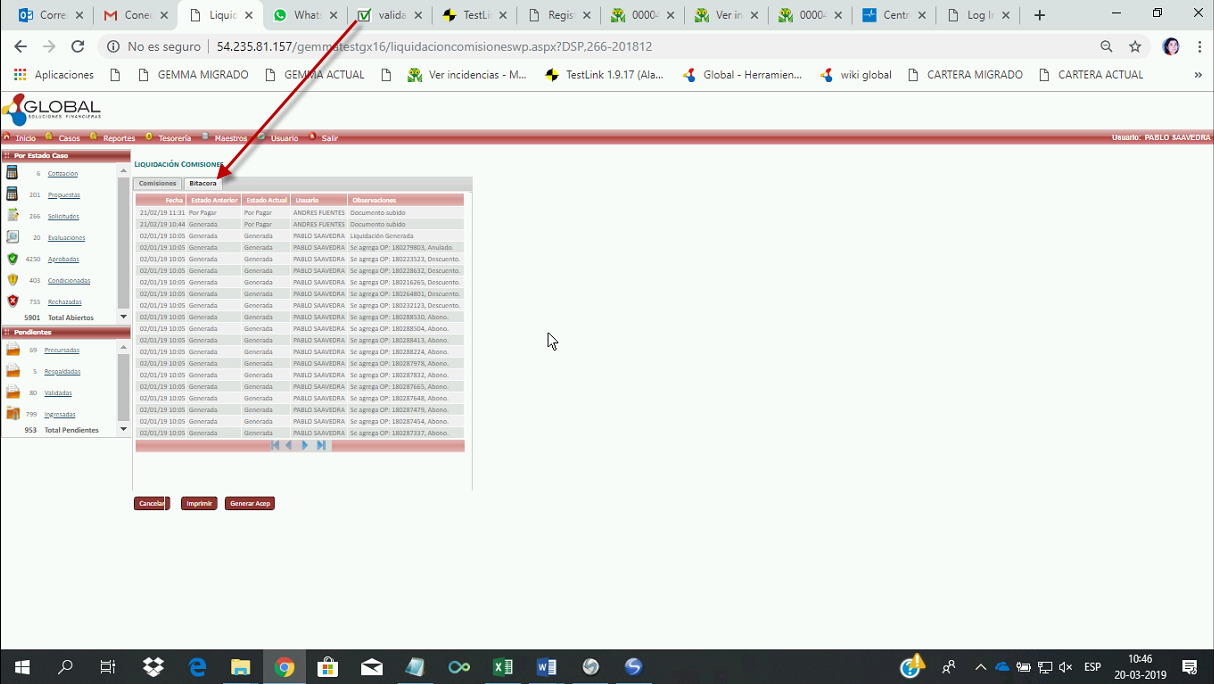 Corre
Cone
Liquid
What
valida
TestLi
Regis
0000
Ver in
0000
Centr
Log I
No es seguro | 54.235.81.157/gemmatestgx16/liquidacioncomisioneswp.aspx?DSP,266-201812
Aplicaciones GEMMA MIGRADO GEMMA ACTUAL Ver incidencias - M... TestLink 1.9.17 (Ala... Global - Herramien... wiki global CARTERA MIGRADO CARTERA ACTUAL »
GLOBAL
SOLUCIONES FINANCIERAS
Inicio Casos Reportes Tesorería Maestros Usuario Salir Usuario: PABLO SAAVEDRA
Por Estado Caso
6 Cotizacion
201 Propuestas
266 Solicitudes
20 Evaluaciones
4250 Aprobadas
403 Condicionadas
755 Rechazadas
5901 Total Abiertos
Pendientes
69 Precursadas
5 Respaldadas
80 Validadas
799 Ingresadas
953 Total Pendientes
LIQUIDACIÓN COMISIONES
Comisiones Bitacora
Fecha Estado Anterior Estado Actual Usuario Observaciones
21/02/19 11:31 Por Pagar Por Pagar ANDRES FUENTES Documento subido
21/02/19 10:44 Generada Por Pagar ANDRES FUENTES Documento subido
02/01/19 10:05 Generada Generada PABLO SAAVEDRA Liquidación Generada
02/01/19 10:05 Generada Generada PABLO SAAVEDRA Se agrega OP: 180279803, Anulado.
02/01/19 10:05 Generada Generada PABLO SAAVEDRA Se agrega OP: 180223523, Descuento.
02/01/19 10:05 Generada Generada PABLO SAAVEDRA Se agrega OP: 180228632, Descuento.
02/01/19 10:05 Generada Generada PABLO SAAVEDRA Se agrega OP: 180216265, Descuento.
02/01/19 10:05 Generada Generada PABLO SAAVEDRA Se agrega OP: 180264801, Descuento.
02/01/19 10:05 Generada Generada PABLO SAAVEDRA Se agrega OP: 180232123, Descuento.
02/01/19 10:05 Generada Generada PABLO SAAVEDRA Se agrega OP: 180288530, Abono.
02/01/19 10:05 Generada Generada PABLO SAAVEDRA Se agrega OP: 180288504, Abono.
02/01/19 10:05 Generada Generada PABLO SAAVEDRA Se agrega OP: 180288413, Abono.
02/01/19 10:05 Generada Generada PABLO SAAVEDRA Se agrega OP: 180288224, Abono.
02/01/19 10:05 Generada Generada PABLO SAAVEDRA Se agrega OP: 180287978, Abono.
02/01/19 10:05 Generada Generada PABLO SAAVEDRA Se agrega OP: 180287832, Abono.
02/01/19 10:05 Generada Generada PABLO SAAVEDRA Se agrega OP: 180287665, Abono.
02/01/19 10:05 Generada Generada PABLO SAAVEDRA Se agrega OP: 180287648, Abono.
02/01/19 10:05 Generada Generada PABLO SAAVEDRA Se agrega OP: 180287479, Abono.
02/01/19 10:05 Generada Generada PABLO SAAVEDRA Se agrega OP: 180287454, Abono.
02/01/19 10:05 Generada Generada PABLO SAAVEDRA Se agrega OP: 180287337, Abono.
Cancelar Imprimir Generar Acep
ESP
10:46
20-03-2019